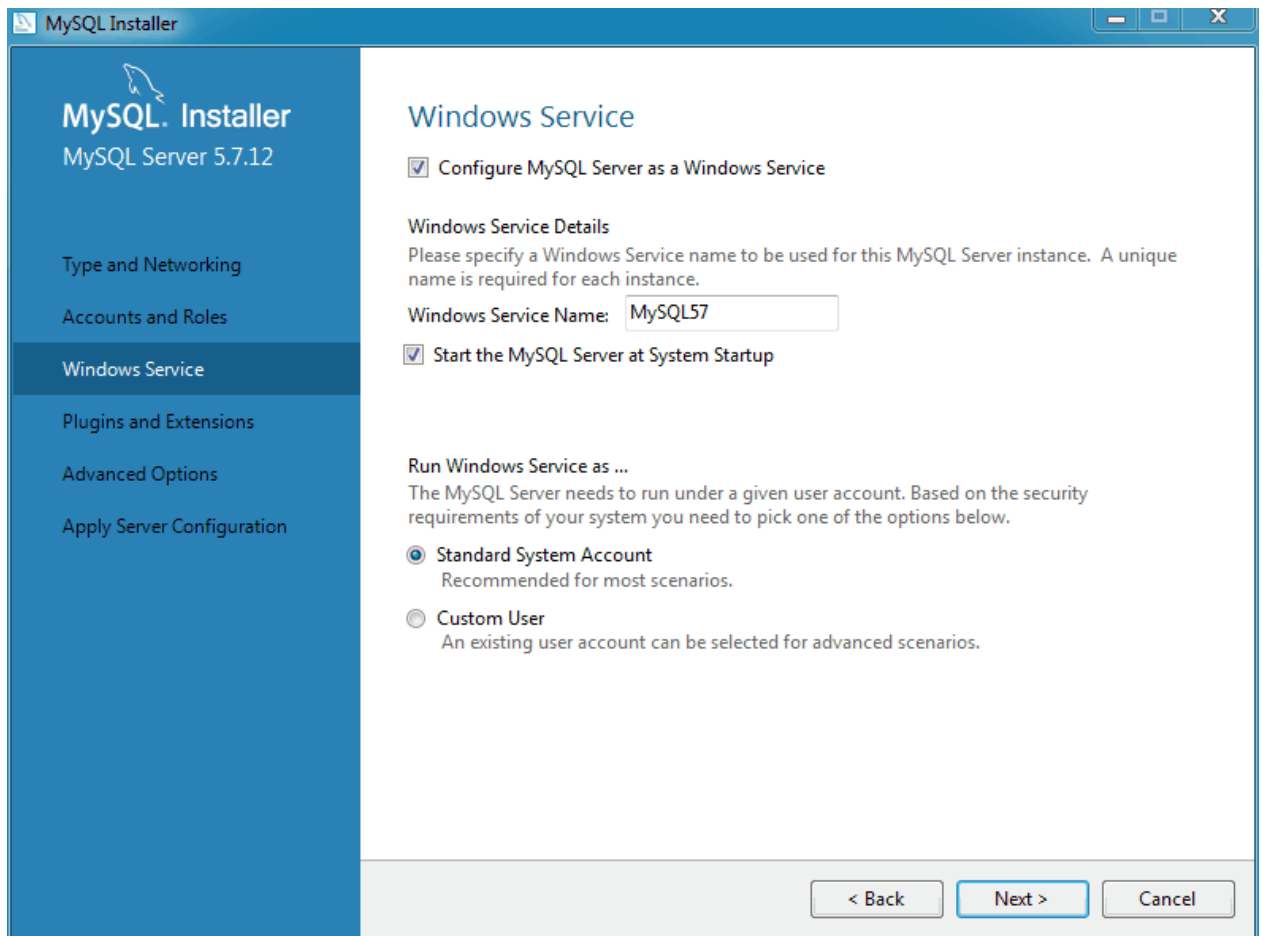 MySQL Installer
MySQL. Installer
MySQL Server 5.7.12
Type and Networking
Accounts and Roles
Windows Service
Plugins and Extensions
Advanced Options
Apply Server Configuration
Windows Service
Configure MySQL Server as a Windows Service
Windows Service Details
Please specify a Windows Service name to be used for this MySQL Server instance.  A unique
name is required for each instance.
Windows Service Name: MySQL57
Start the MySQL Server at System Startup
Run Windows Service as ...
The MySQL Server needs to run under a given user account. Based on the security
requirements of your system you need to pick one of the options below.
Standard System Account
Recommended for most scenarios.
Custom User
An existing user account can be selected for advanced scenarios.
< Back Next > Cancel